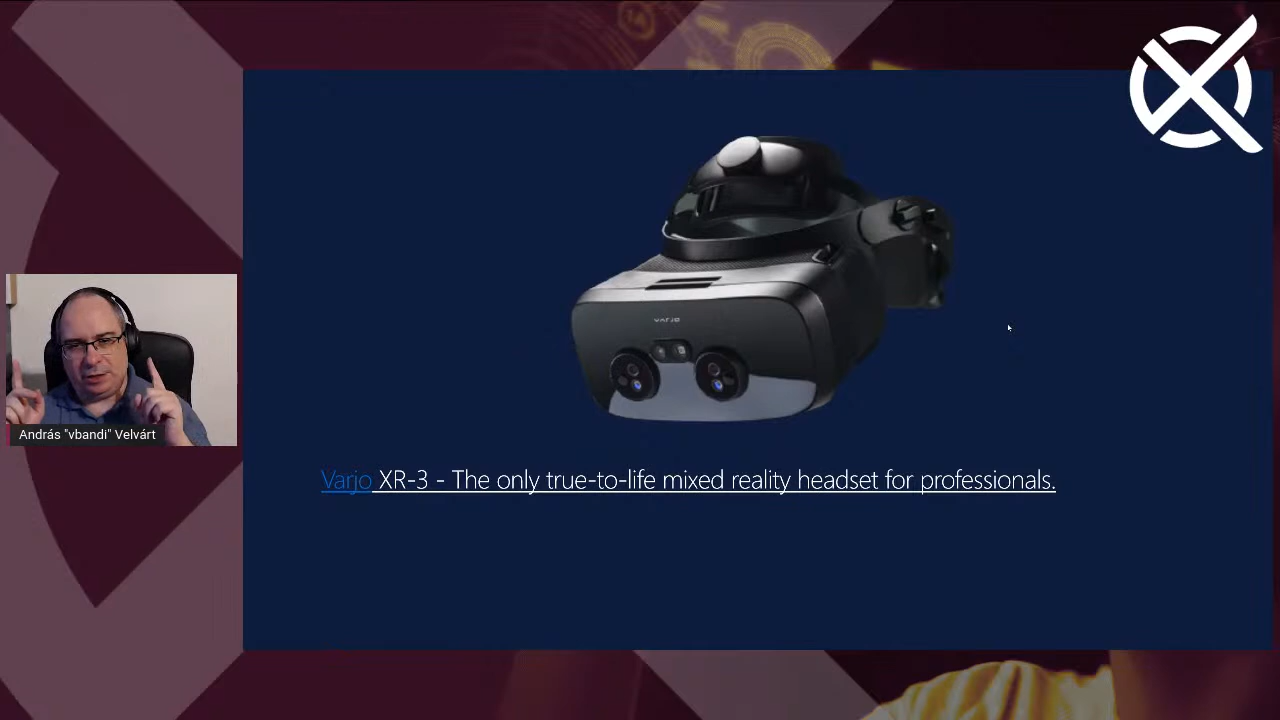 VARJO
András "vbandi" Velvárt
Varjo XR-3 - The only true-to-life mixed reality headset for professionals.